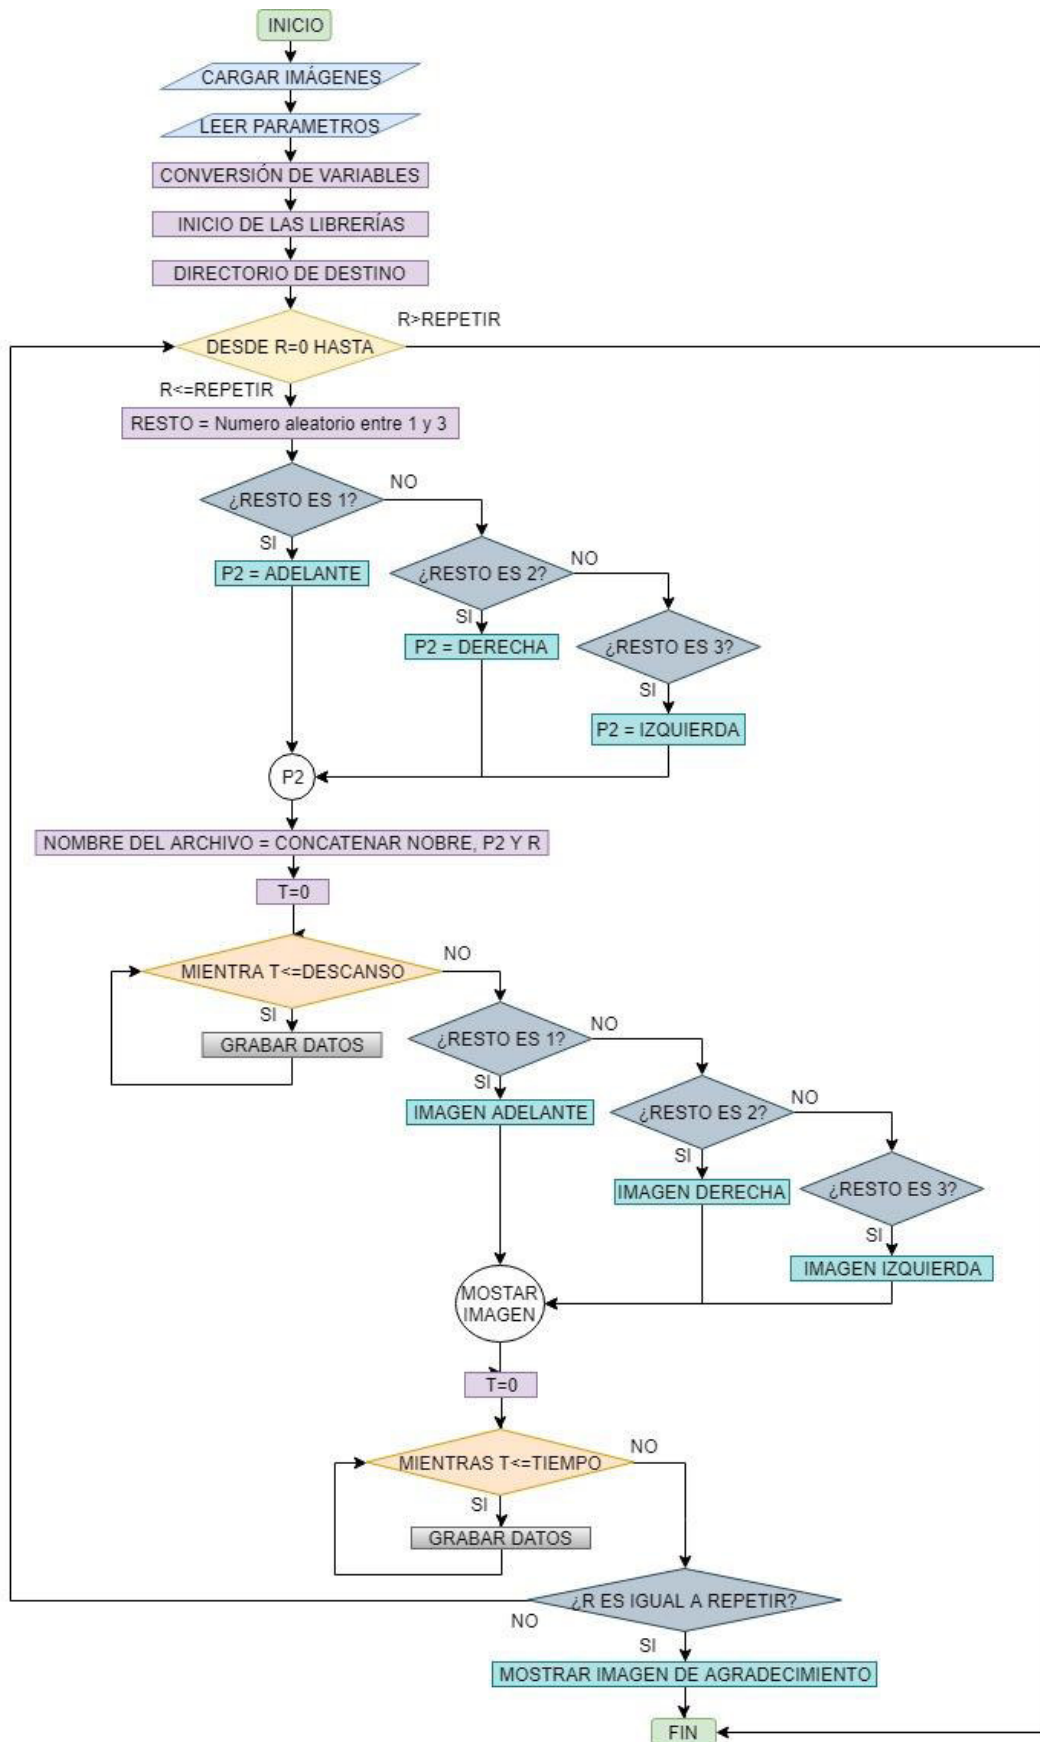 INICIO
CARGAR IMÁGENES
LEER PARAMETROS
CONVERSIÓN DE VARIABLES
INICIO DE LAS LIBRERÍAS
DIRECTORIO DE DESTINO
R>REPETIR
DESDE R=0 HASTA
R<=REPETIR
RESTO = Numero aleatorio entre 1 y 3
¿RESTO ES 1?
NO
SI
P2 = ADELANTE
¿RESTO ES 2?
NO
SI
P2 = DERECHA
¿RESTO ES 3?
SI
P2 = IZQUIERDA
P2
NOMBRE DEL ARCHIVO = CONCATENAR NOBRE, P2 Y R
T=0
MIENTRA T<=DESCANSO
NO
SI
GRABAR DATOS
¿RESTO ES 1?
NO
SI
IMAGEN ADELANTE
¿RESTO ES 2?
NO
SI
IMAGEN DERECHA
¿RESTO ES 3?
SI
IMAGEN IZQUIERDA
MOSTAR
IMAGEN
T=0
MIENTRAS T<=TIEMPO
NO
SI
GRABAR DATOS
¿R ES IGUAL A REPETIR?
NO
SI
MOSTRAR IMAGEN DE AGRADECIMIENTO
FIN